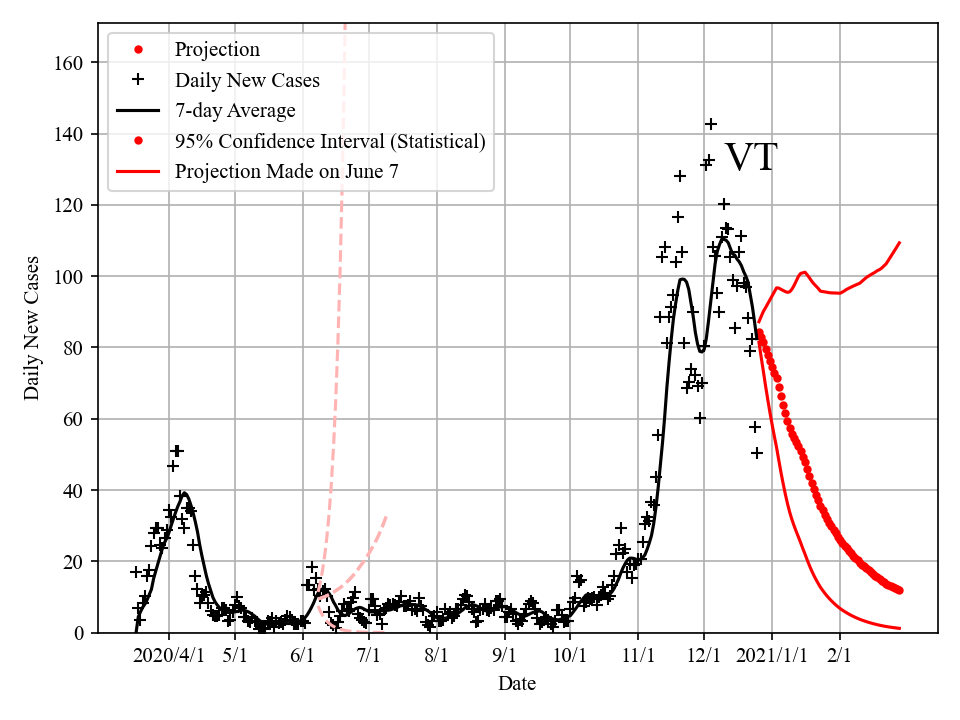 Projection
Daily New Cases
7-day Average
95% Confidence Interval (Statistical)
Projection Made on June 7
VT
160
140
120
100
80
60
40
20
0
Daily New Cases
2020/4/1 5/1 6/1 7/1 8/1 9/1 10/1 11/1 12/1 2021/1/1 2/1
Date